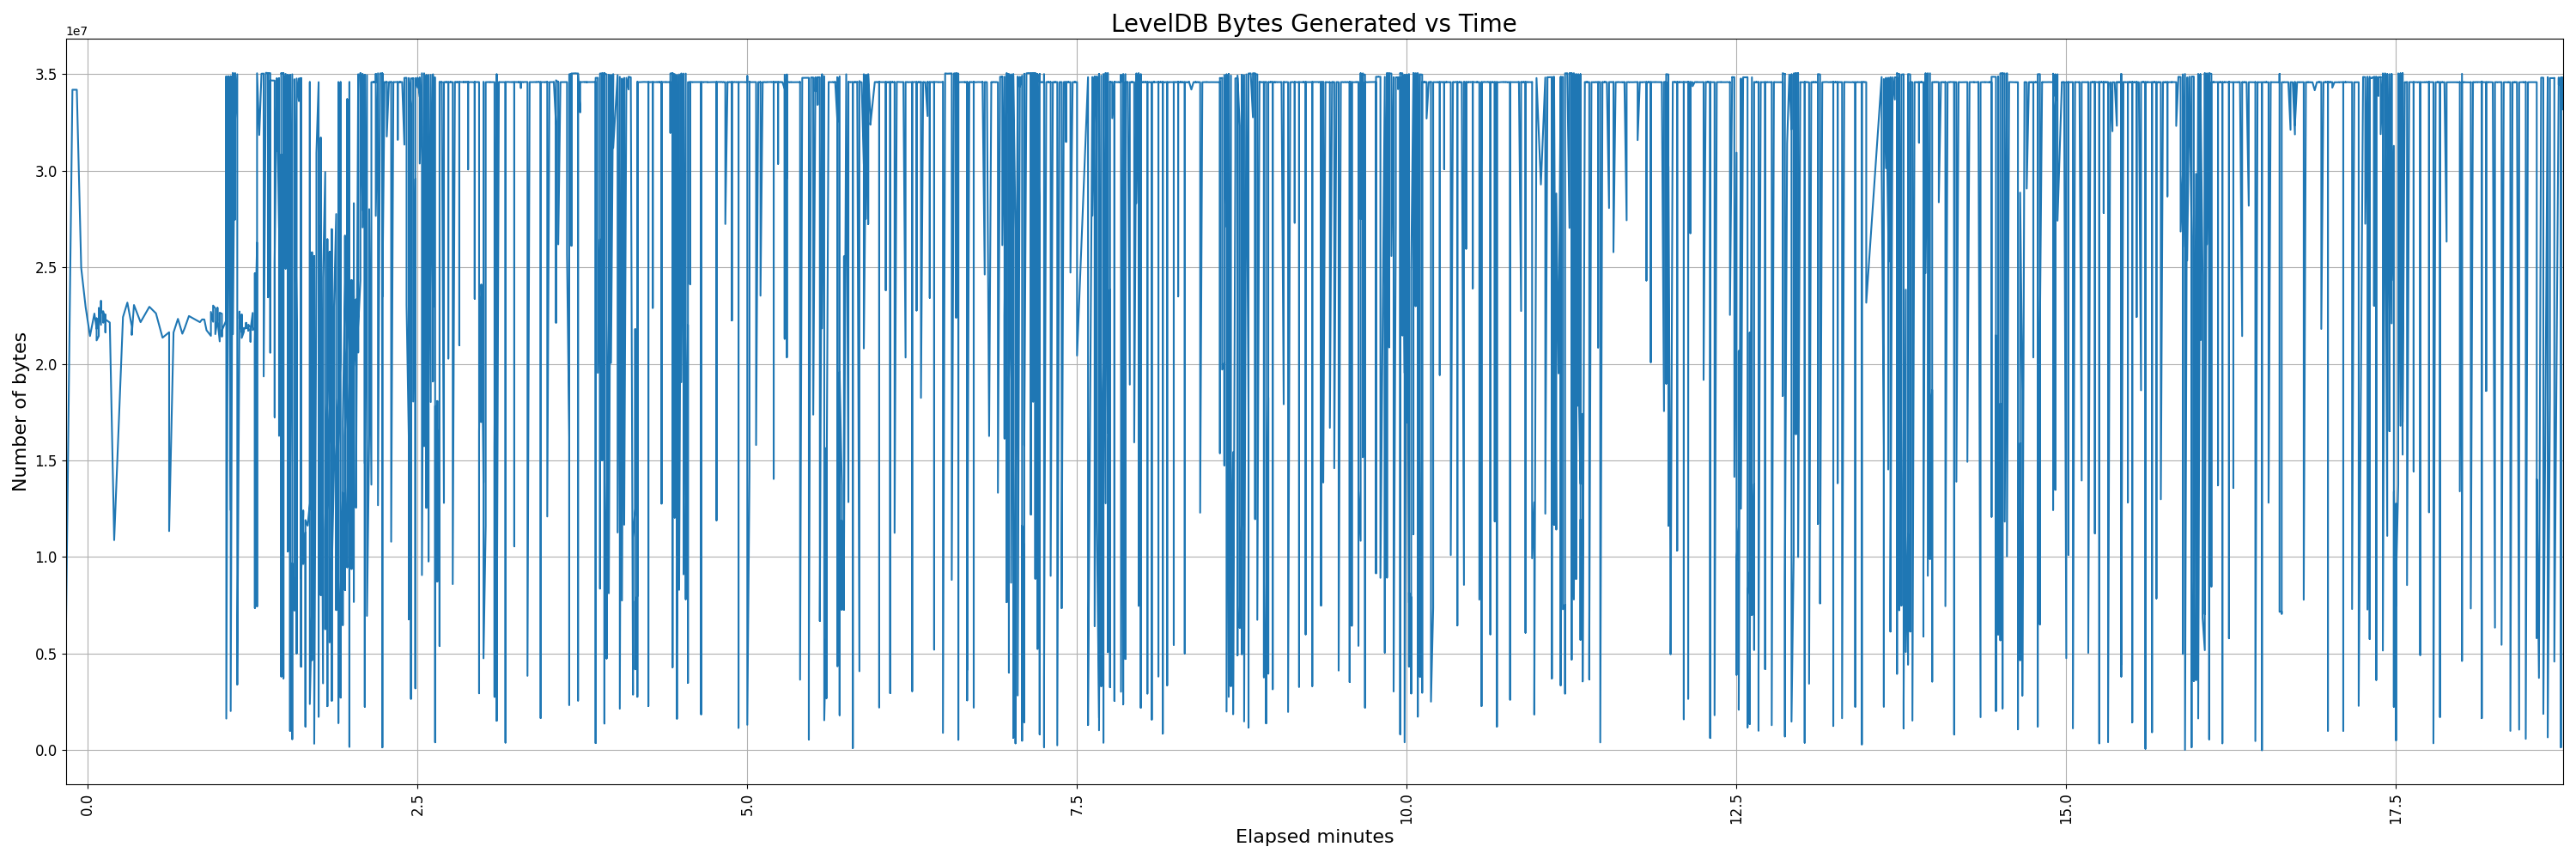 LevelDB Bytes Generated vs Time
1e7
3.5
3.0
2.5
2.0
1.5
1.0
0.5
0.0
Number of bytes
0.0 2.5 5.0 7.5 10.0 12.5 15.0 17.5
Elapsed minutes